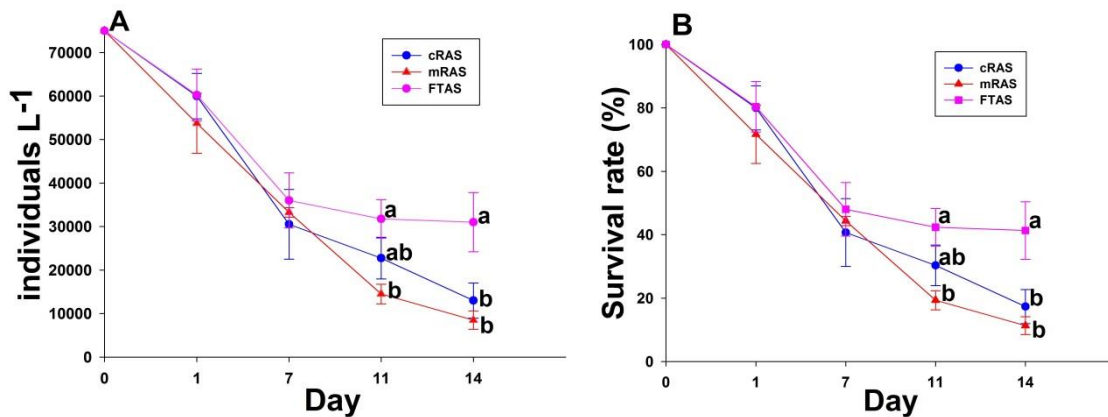 A
individuals L-1
70000
60000
50000
40000
30000
20000
10000
0
cRAS
mRAS
FTAS
a
a
ab
b
b
b
0 1 7 11 14
Day
B
Survival rate (%)
100
80
60
40
20
0
cRAS
mRAS
FTAS
a
a
ab
b
b
b
0 1 7 11 14
Day